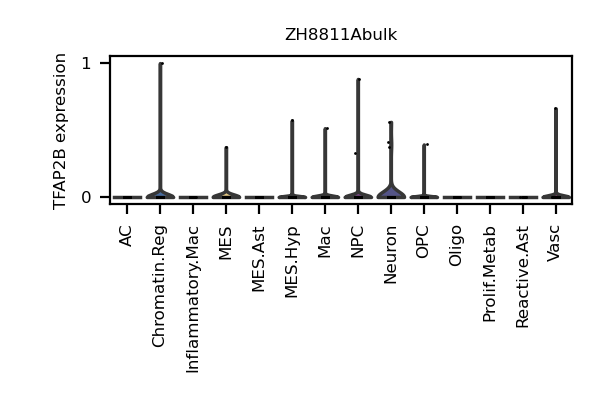 ZH8811Abulk
TFAP2B expression
1
0
AC
Chromatin.Reg
Inflammatory.Mac
MES
MES.Ast
MES.Hyp
Mac
NPC
Neuron
OPC
Oligo
Prolif.Metab
Reactive.Ast
Vasc